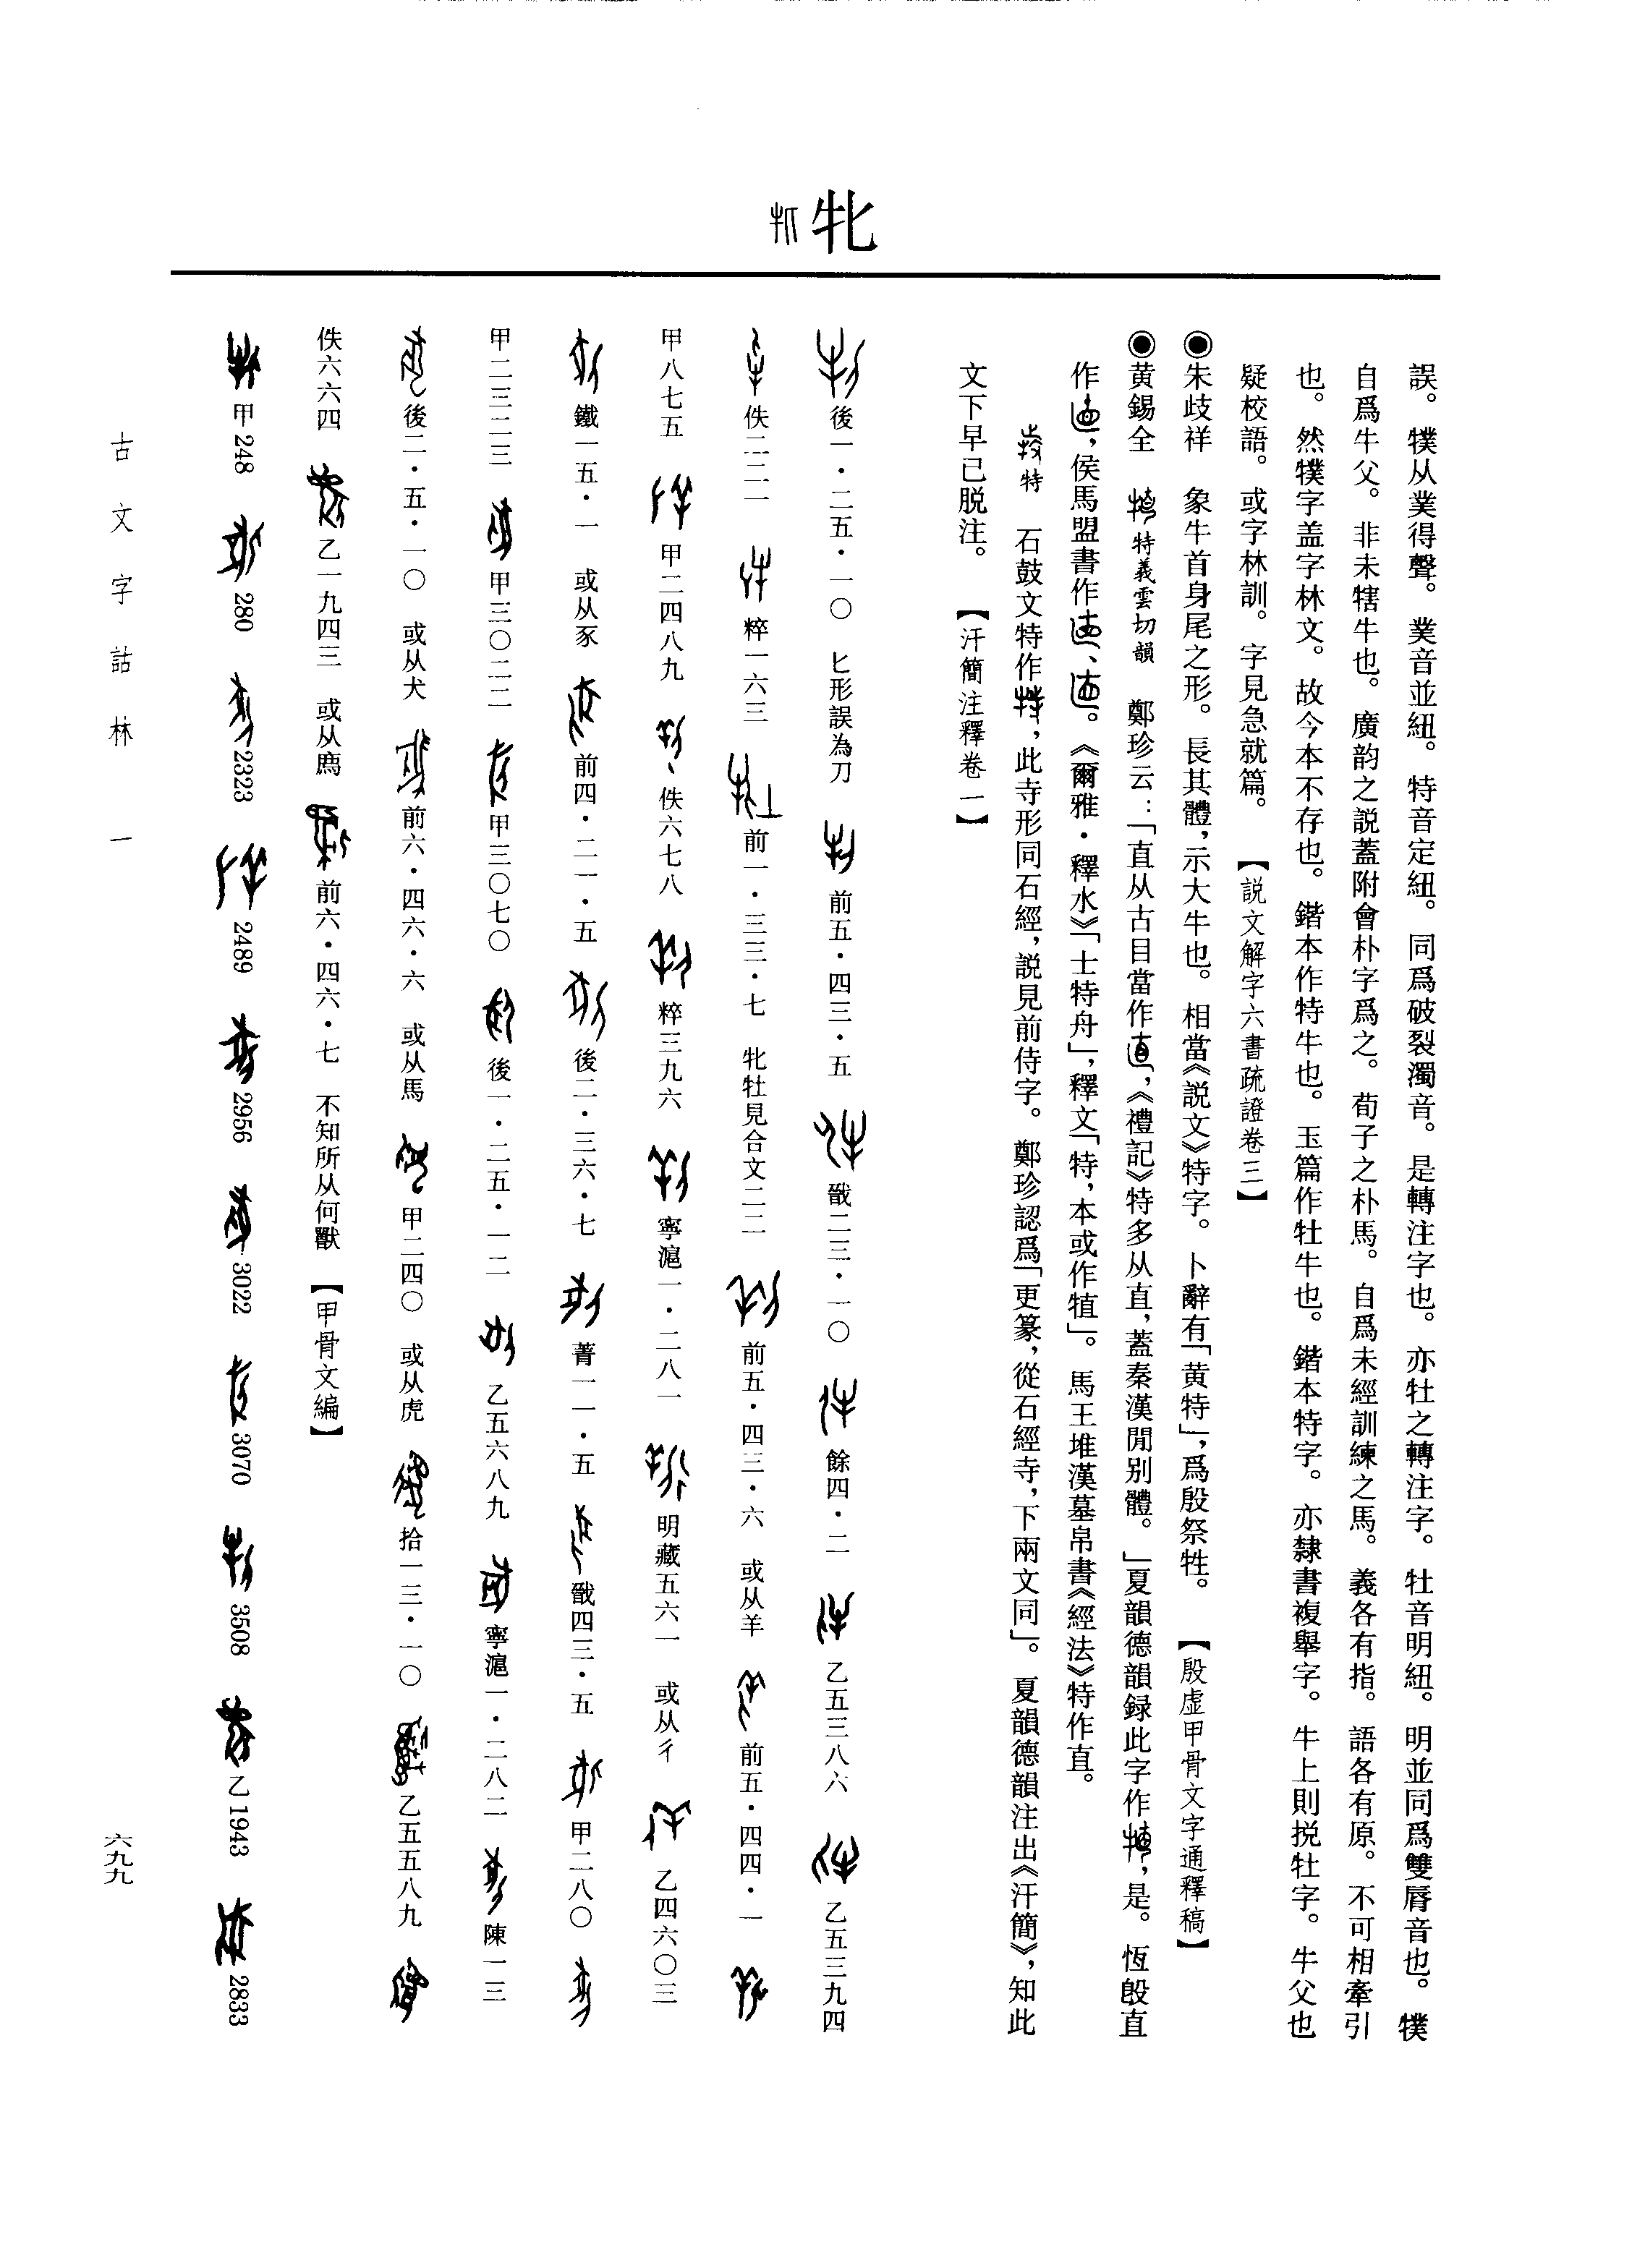 牝
誤。㹒从菐得聲。菐音並紐。特音定紐。同爲破裂濁音。是轉注字也。亦牡之轉注字。牡音明紐。明並同爲雙脣音也。㹒
自爲牛父。非未犗牛也。廣韵之説蓋附會朴字爲之。荀子之朴馬。自爲未經訓練之馬。義各有指。語各有原。不可相牽引
也。然㹒字盖字林文。故今本不存也。鍇本作特牛也。玉篇作牡牛也。鍇本特字。亦隸書複舉字。牛上則挩牡字。牛父也
疑校語。或字林訓。字見急就篇。【説文解字六書疏證卷三】
◉朱歧祥　象牛首身尾之形。長其體，示大牛也。相當《説文》特字。卜辭有「黄特」，爲殷祭牲。【殷虛甲骨文字通釋稿】
◉黄錫全　特義雲切韻　鄭珍云：「直从古目當作，《禮記》特多从直，蓋秦漢閒别體。」夏韻德韻録此字作，是。恆𣪘直
作，侯馬盟書作、。《爾雅·釋水》「士特舟」，釋文「特，本或作犆」。馬王堆漢墓帛書《經法》特作直。
特　石鼓文特作，此寺形同石經，説見前侍字。鄭珍認爲「更篆，從石經寺，下兩文同」。夏韻德韻注出《汗簡》，知此
文下早已脱注。【汗簡注釋卷一】
後一·二五·一〇　匕形誤為刀　前五·四三·五　戩二三·一〇　餘四·二　乙五三八六　乙五三九四
佚二二一　粹一六三　前一·三三·七　牝牡見合文二二　前五·四三·六　或从羊　前五·四四·一
甲八七五　甲二四八九　佚六七八　粹三九六　寧滬一·二八一　明藏五六一　或从彳　乙四六〇三
鐵一五·一　或从豕　前四·二一·五　後二·三六·七　菁一一·五　戩四三·五　甲二八〇
甲二三二三　甲三〇二二　甲三〇七〇　後一·二五·一二　乙五六八九　寧滬一·二八二　陳一三
後二·五·一〇　或从犬　前六·四六·六　或从馬　甲二四〇　或从虎　拾一三·一〇　乙五五八九
佚六六四　乙一九四三　或从廌　前六·四六·七　不知所从何獸　【甲骨文編】
甲248　280　2323　2489　2956　3022　3070　3508　乙1943　2833
古文字詁林　一
六九九